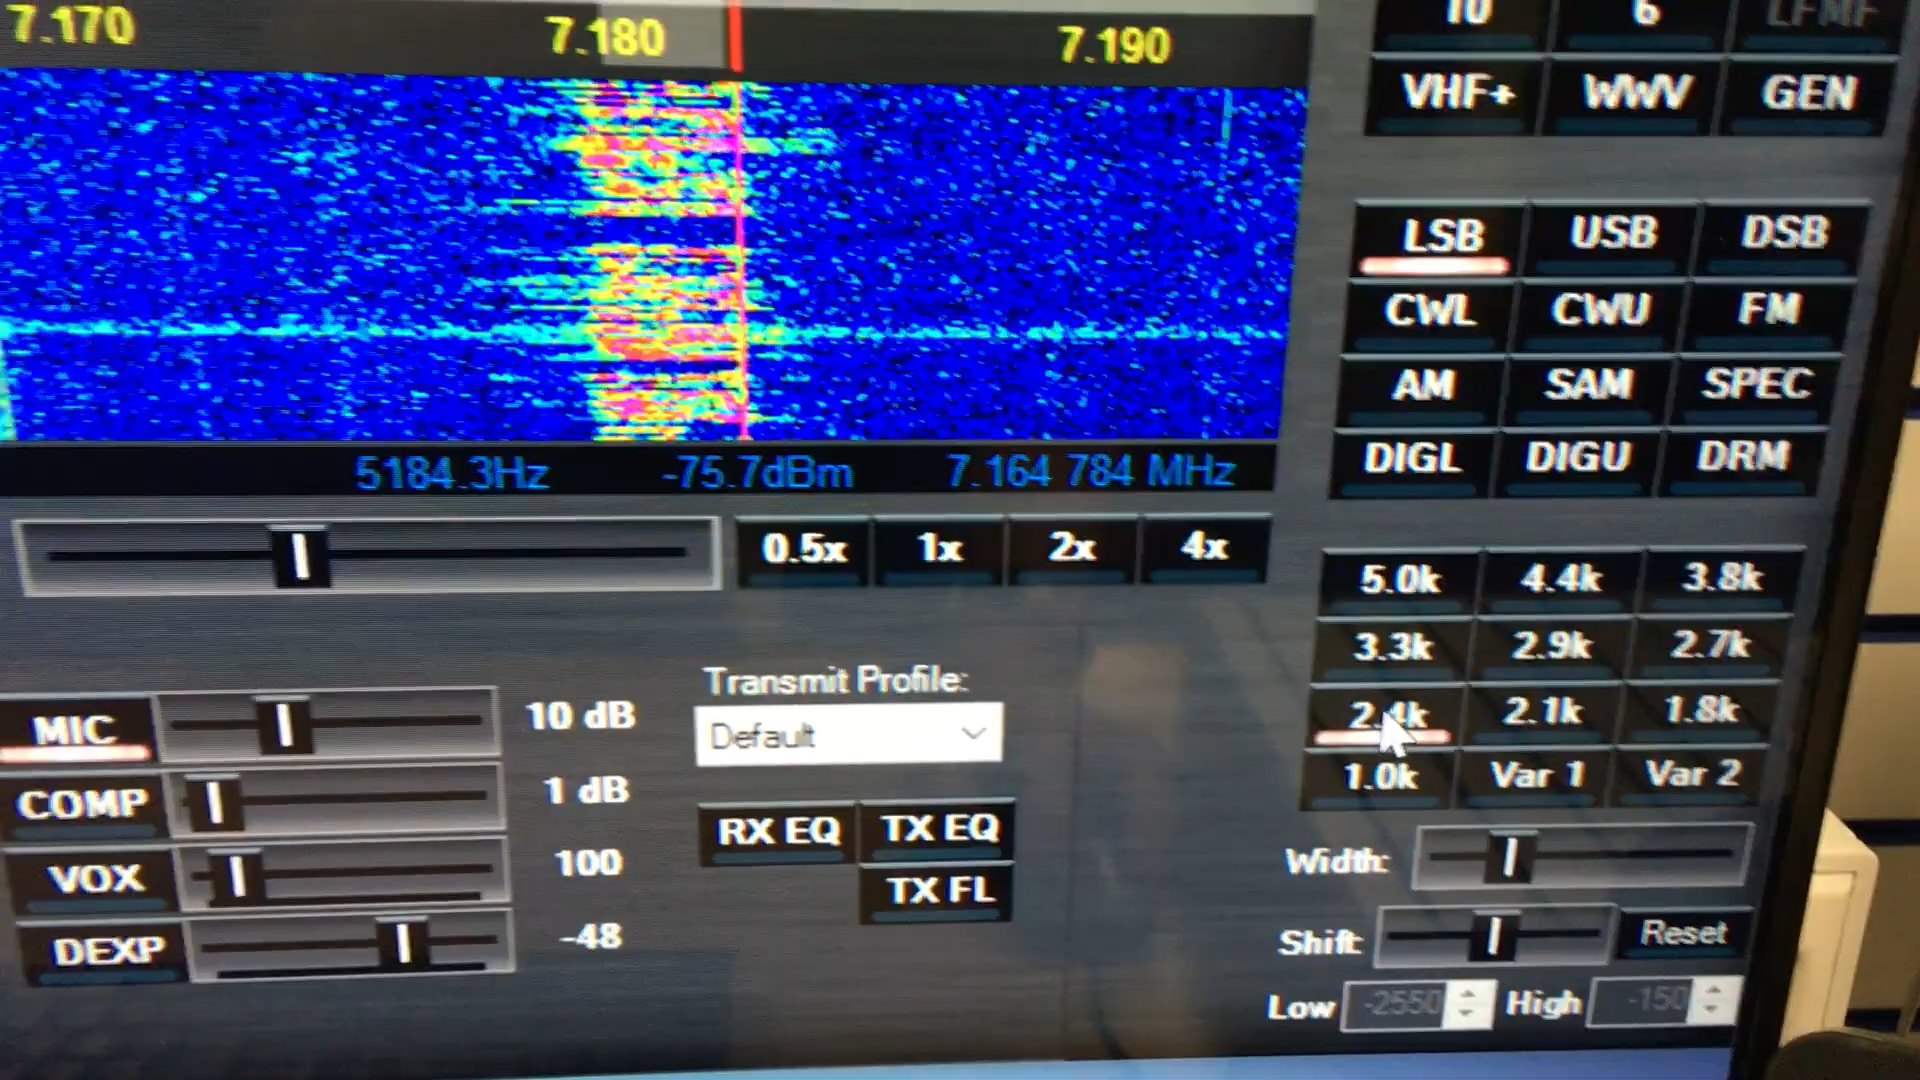 7.170 7.180 7.190
10 6 LFMF
VHF+ WWV GEN
LSB USB DSB
CWL CWU FM
AM SAM SPEC
DIGL DIGU DRM
5184.3Hz -75.7dBm 7.164 784 MHz
0.5x 1x 2x 4x
5.0k 4.4k 3.8k
3.3k 2.9k 2.7k
2.4k 2.1k 1.8k
1.0k Var 1 Var 2
Transmit Profile:
Default
MIC 10 dB
COMP 1 dB
VOX 100
DEXP -48
RX EQ TX EQ
TX FL
Width:
Shift: Reset
Low -2550 High -150